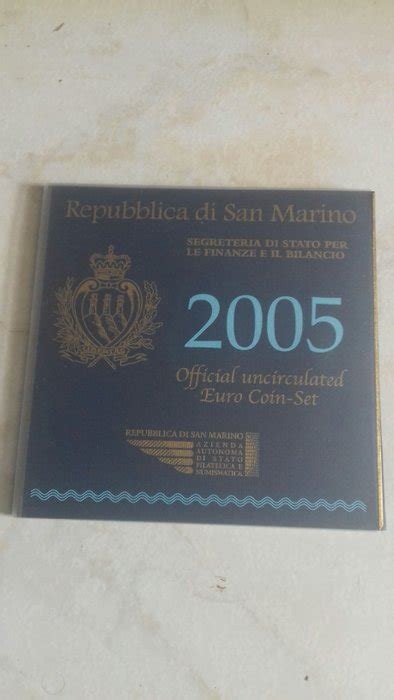 Repubblica di San Marino
SEGRETERIA DI STATO PER
LE FINANZE E IL BILANCIO
2005
Official uncirculated
Euro Coin-Set
REPUBBLICA DI SAN MARINO
AZIENDA
AUTONOMA
DI STATO
FILATELICA E
NUMISMATICA